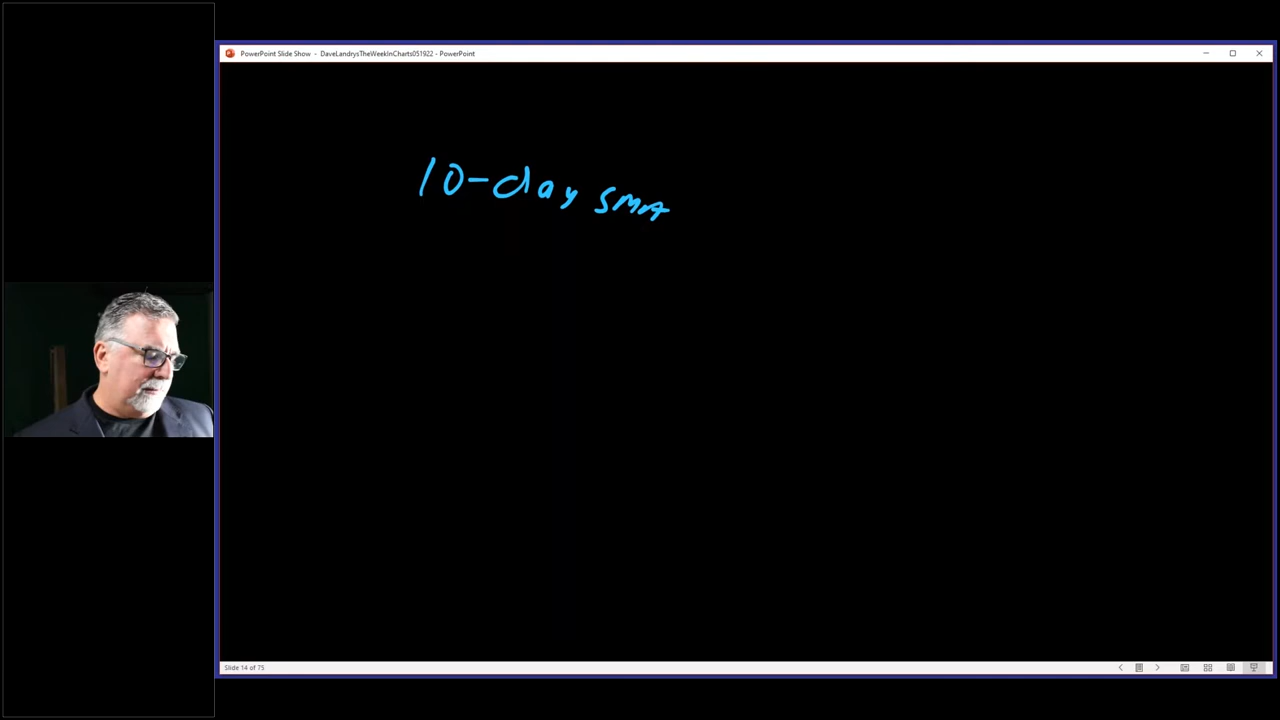 PowerPoint Slide Show - DaveLandrysTheWeekInCharts051922 - PowerPoint
10-day SMA
Slide 14 of 75